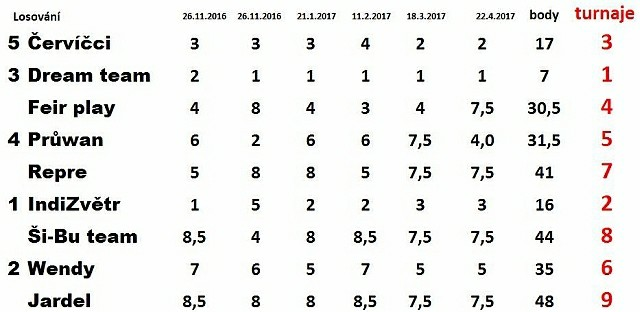 Losování 26.11.2016 26.11.2016 21.1.2017 11.2.2017 18.3.2017 22.4.2017 body turnaje
5 Červíčci 3 3 3 4 2 2 17 3
3 Dream team 2 1 1 1 1 1 7 1
Feir play 4 8 4 3 4 7,5 30,5 4
4 Průwan 6 2 6 6 7,5 4,0 31,5 5
Repre 5 8 8 5 7,5 7,5 41 7
1 IndiZvětr 1 5 2 2 3 3 16 2
Ši-Bu team 8,5 4 8 8,5 7,5 7,5 44 8
2 Wendy 7 6 5 7 5 5 35 6
Jardel 8,5 8 8 8,5 7,5 7,5 48 9